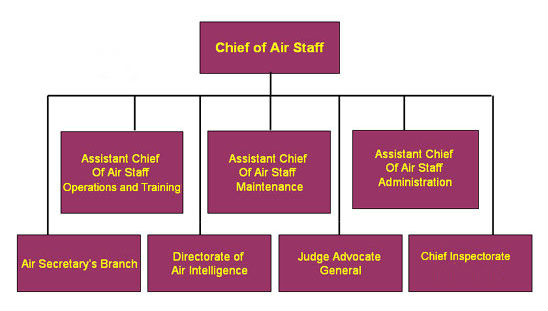 Chief of Air Staff
Assistant Chief
Of Air Staff
Operations and Training
Assistant Chief
Of Air Staff
Maintenance
Assistant Chief
Of Air Staff
Administration
Air Secretary's Branch
Directorate of
Air Intelligence
Judge Advocate
General
Chief Inspectorate